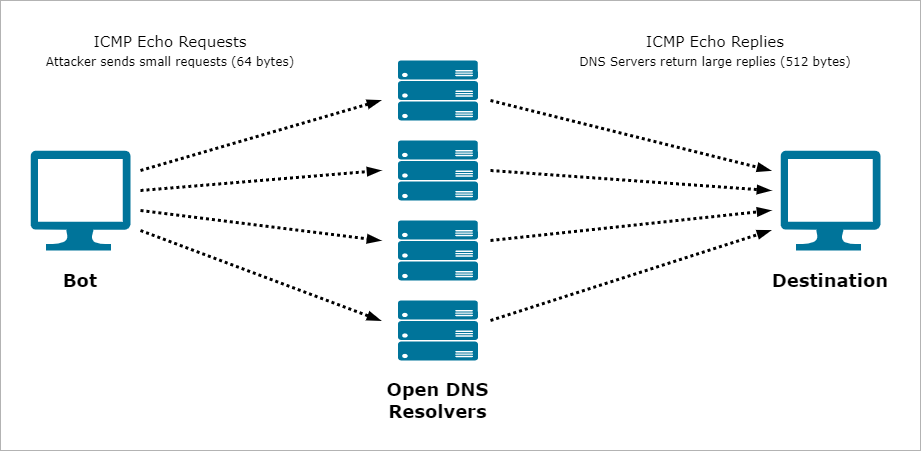 ICMP Echo Requests
Attacker sends small requests (64 bytes)
ICMP Echo Replies
DNS Servers return large replies (512 bytes)
Bot
Destination
Open DNS
Resolvers